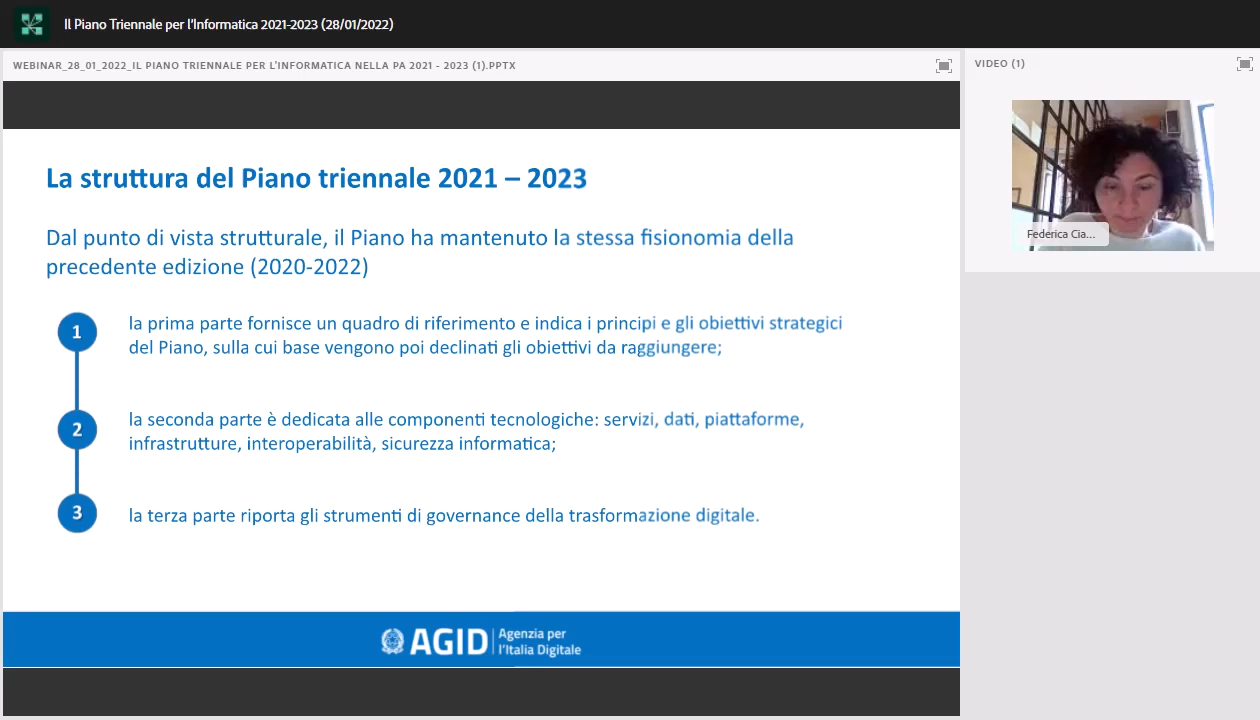 Il Piano Triennale per l'Informatica 2021-2023 (28/01/2022)
WEBINAR_28_01_2022_IL PIANO TRIENNALE PER L'INFORMATICA NELLA PA 2021 - 2023 (1).PPTX
VIDEO (1)
La struttura del Piano triennale 2021 – 2023
Dal punto di vista strutturale, il Piano ha mantenuto la stessa fisionomia della
precedente edizione (2020-2022)
1
la prima parte fornisce un quadro di riferimento e indica i principi e gli obiettivi strategici
del Piano, sulla cui base vengono poi declinati gli obiettivi da raggiungere;
2
la seconda parte è dedicata alle componenti tecnologiche: servizi, dati, piattaforme,
infrastrutture, interoperabilità, sicurezza informatica;
3
la terza parte riporta gli strumenti di governance della trasformazione digitale.
Federica Cia...
AGID
Agenzia per
l'Italia Digitale